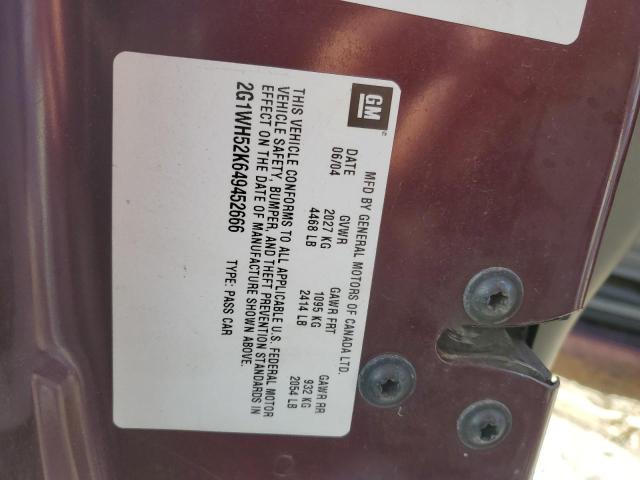 GM
MFD BY GENERAL MOTORS OF CANADA LTD.
DATE GVWR GAWR FRT GAWR RR
06/04 2027 KG 1095 KG 932 KG
4468 LB 2414 LB 2054 LB
THIS VEHICLE CONFORMS TO ALL APPLICABLE U.S. FEDERAL MOTOR
VEHICLE SAFETY, BUMPER, AND THEFT PREVENTION STANDARDS IN
EFFECT ON THE DATE OF MANUFACTURE SHOWN ABOVE.
2G1WH52K649452666 TYPE: PASS CAR